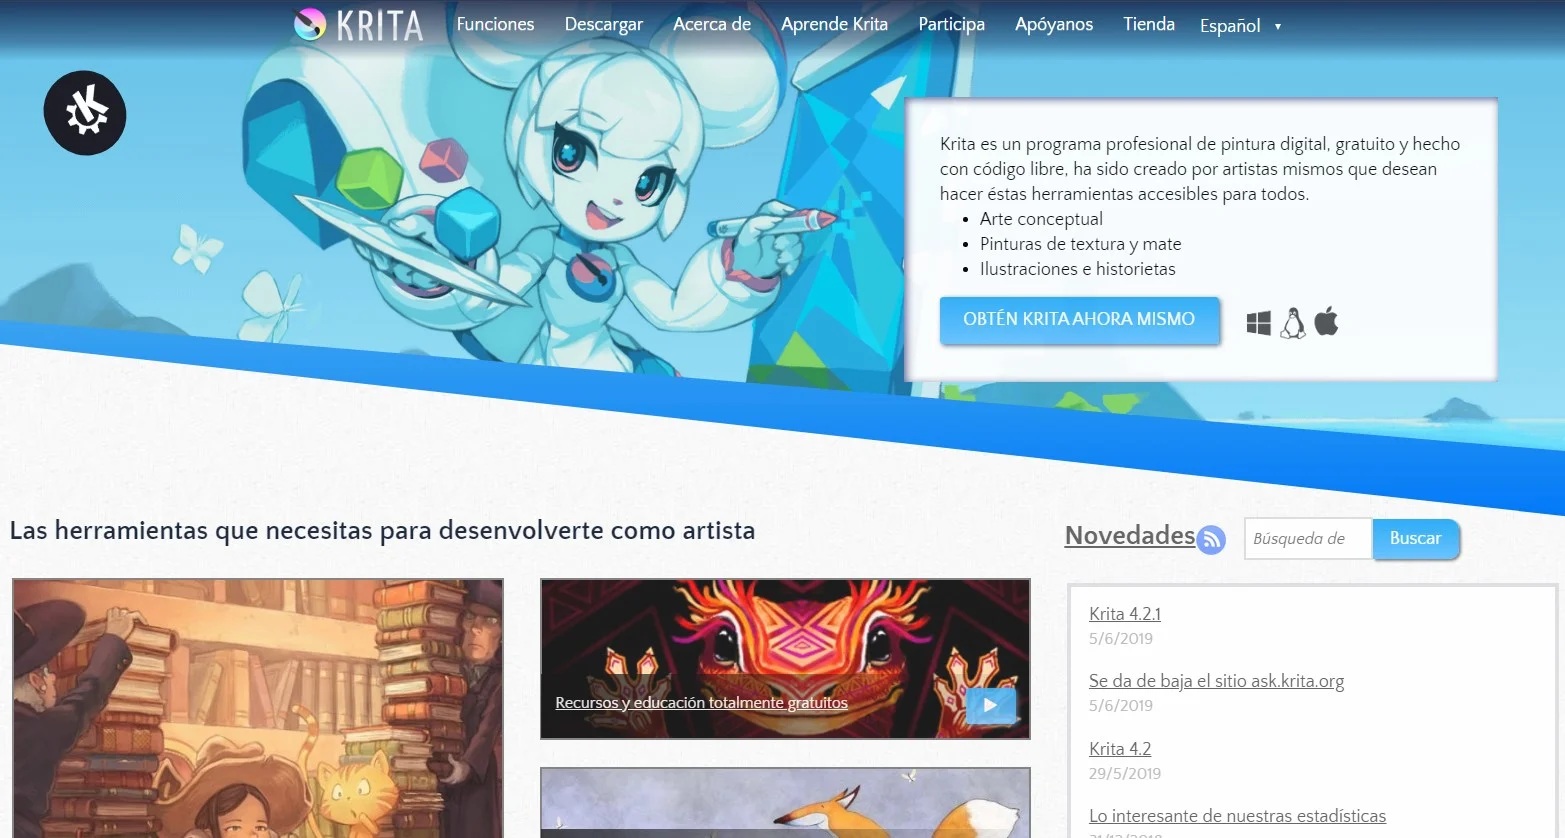 KRITA
Funciones
Descargar
Acerca de
Aprende Krita
Participa
Apóyanos
Tienda
Español
Krita es un programa profesional de pintura digital, gratuito y hecho
con código libre, ha sido creado por artistas mismos que desean
hacer éstas herramientas accesibles para todos.
Arte conceptual
Pinturas de textura y mate
Ilustraciones e historietas
OBTÉN KRITA AHORA MISMO
Las herramientas que necesitas para desenvolverte como artista
Novedades
Búsqueda de
Buscar
Recursos y educación totalmente gratuitos
Krita 4.2.1
5/6/2019
Se da de baja el sitio ask.krita.org
5/6/2019
Krita 4.2
29/5/2019
Lo interesante de nuestras estadísticas